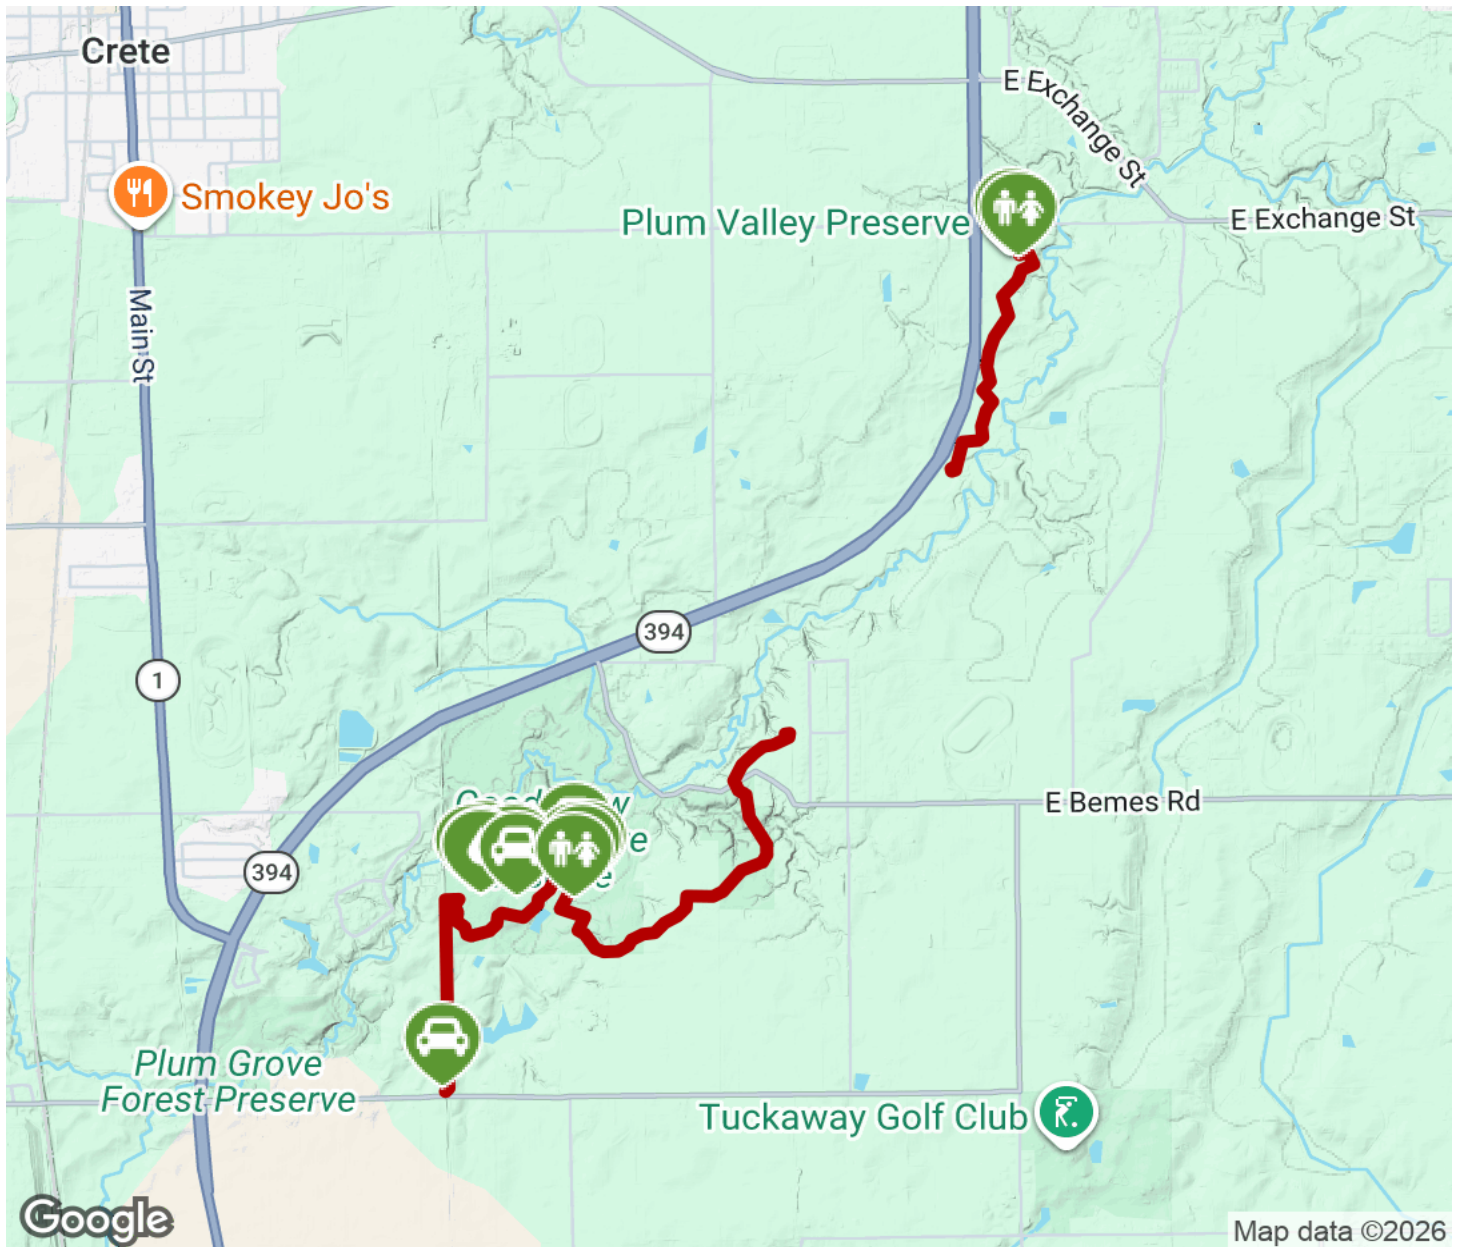 Crete
E Exchange St
Smokey Jo's
Plum Valley Preserve
E Exchange St
Main St
394
1
E Bemes Rd
394
Plum Grove
Forest Preserve
Tuckaway Golf Club
Google
Map data ©2026